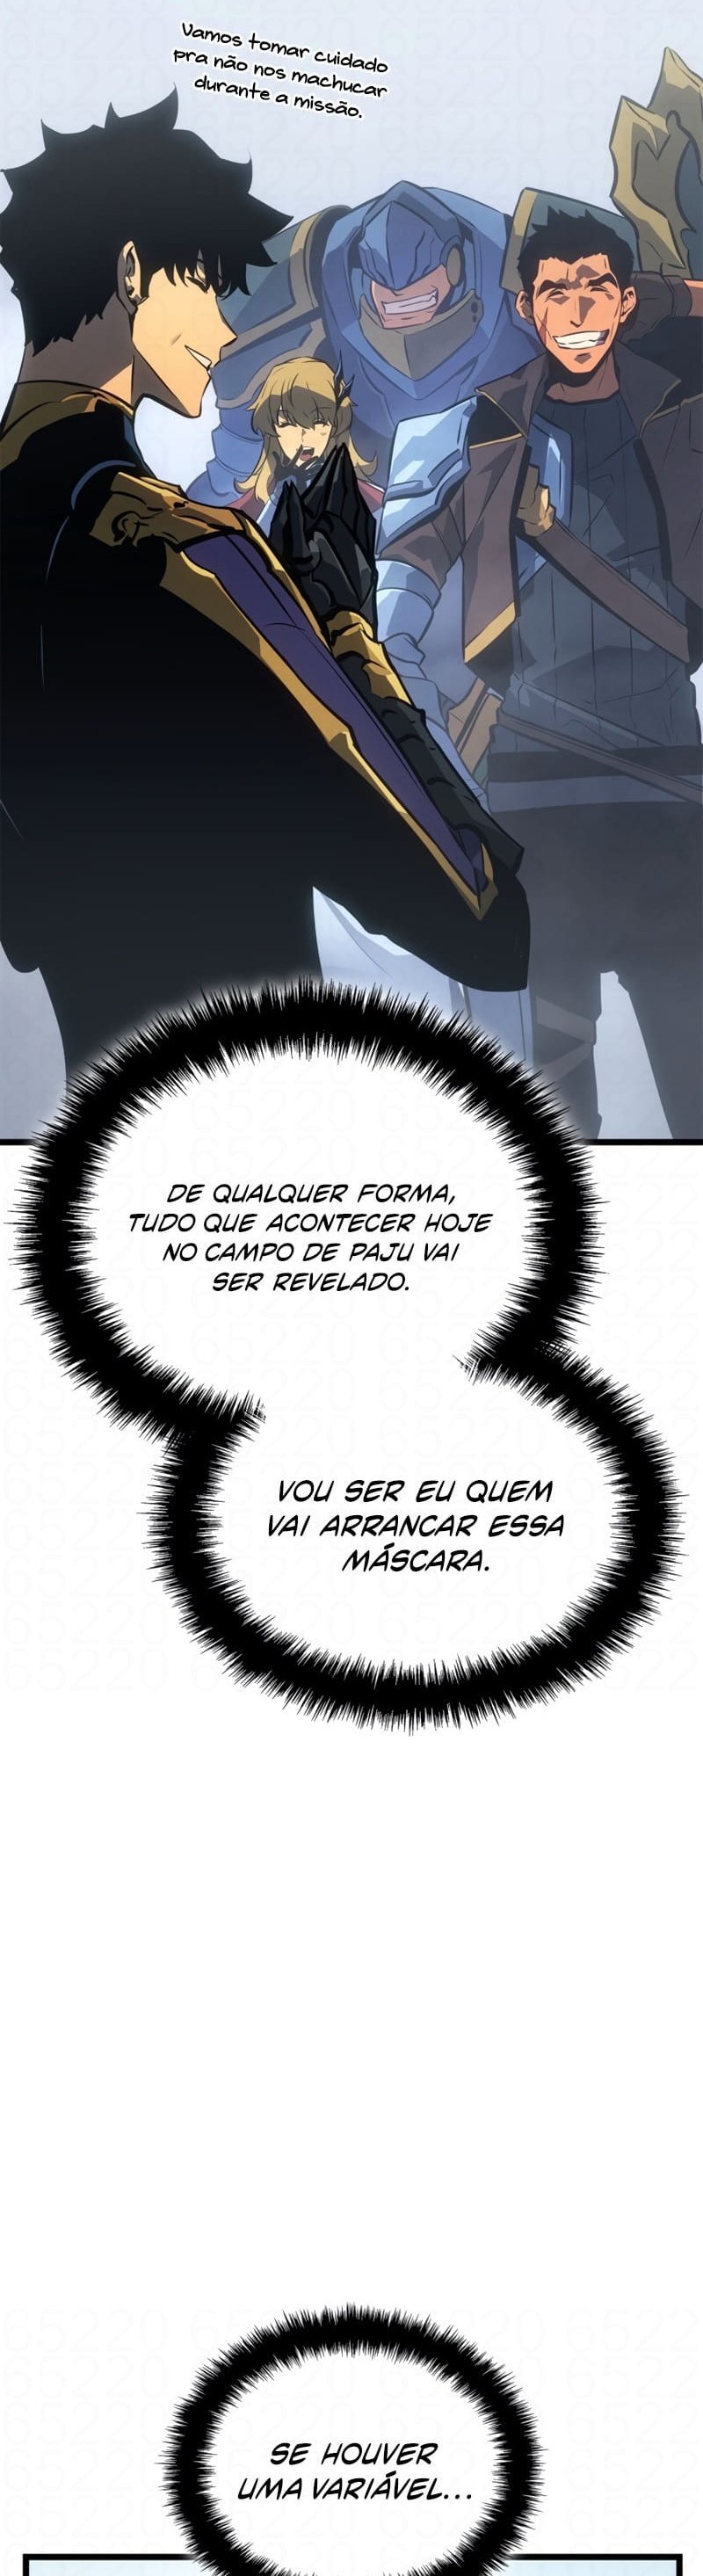 Vamos tomar cuidado
pra não nos machucar
durante a missão.
DE QUALQUER FORMA,
TUDO QUE ACONTECER HOJE
NO CAMPO DE PAJU VAI
SER REVELADO.
VOU SER EU QUEM
VAI ARRANCAR ESSA
MÁSCARA.
SE HOUVER
UMA VARIÁVEL...